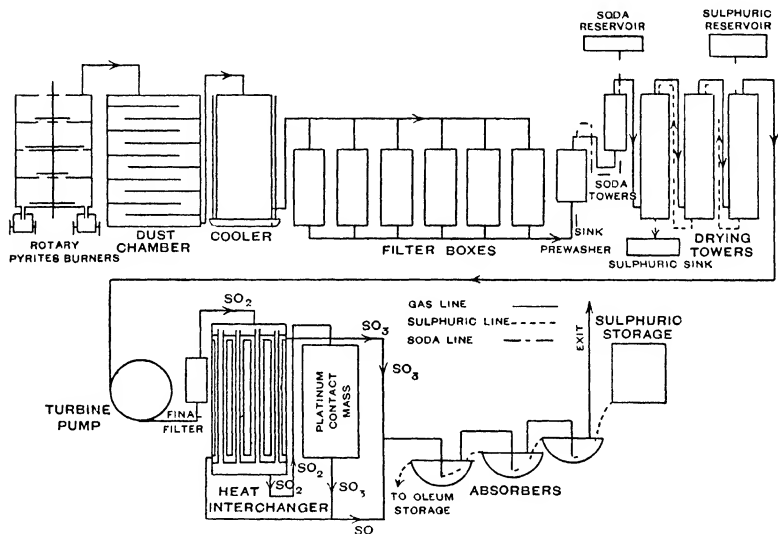 SODA
RESERVOIR
SULPHURIC
RESERVOIR
ROTARY
PYRITES BURNERS
DUST
CHAMBER
COOLER
FILTER BOXES
SINK
PREWASHER
SODA
TOWERS
SULPHURIC SINK
DRYING
TOWERS
GAS LINE
SULPHURIC LINE
SODA LINE
EXIT
SULPHURIC
STORAGE
SO2
SO3
SO3
TURBINE
PUMP
FINAL
FILTER
PLATINUM CONTACT
MASS
SO2
SO2
SO3
HEAT
INTERCHANGER
SO
TO OLEUM
STORAGE
ABSORBERS